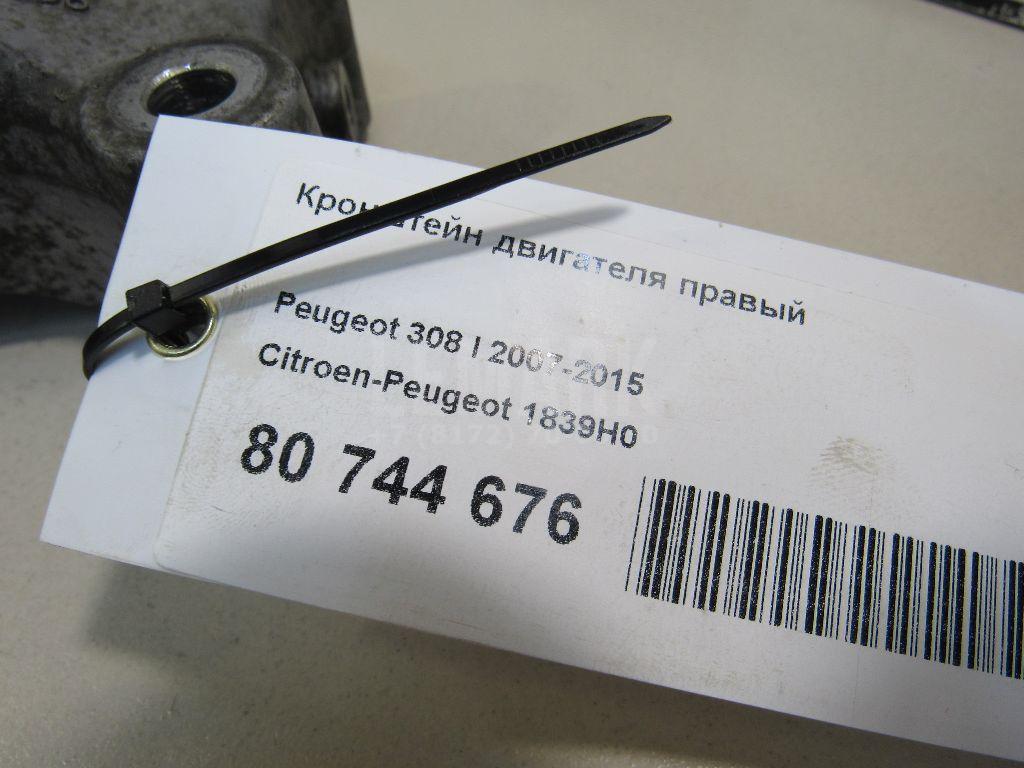 Кронштейн двигателя правый
Peugeot 308 I 2007-2015
Citroen-Peugeot 1839H0
80 744 676